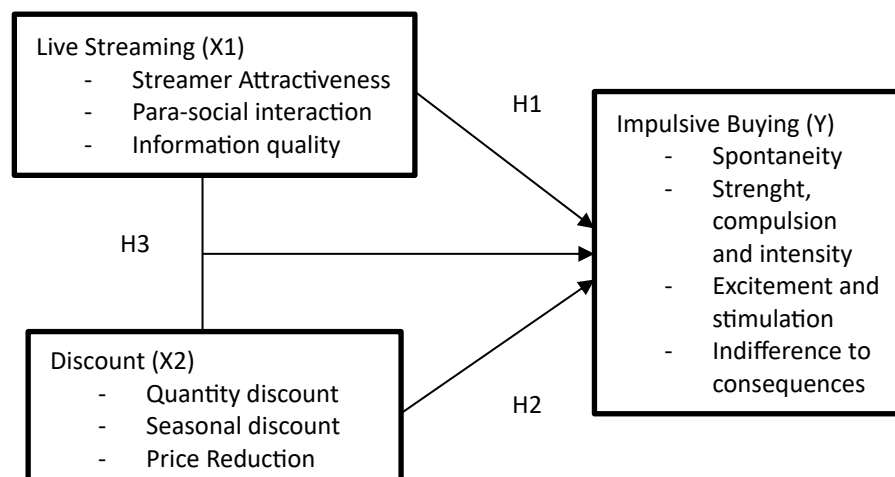 Live Streaming (X1)
- Streamer Attractiveness
- Para-social interaction
- Information quality
H1
Impulsive Buying (Y)
- Spontaneity
- Strenght,
compulsion
and intensity
- Excitement and
stimulation
- Indifference to
consequences
H3
Discount (X2)
- Quantity discount
- Seasonal discount
- Price Reduction
H2